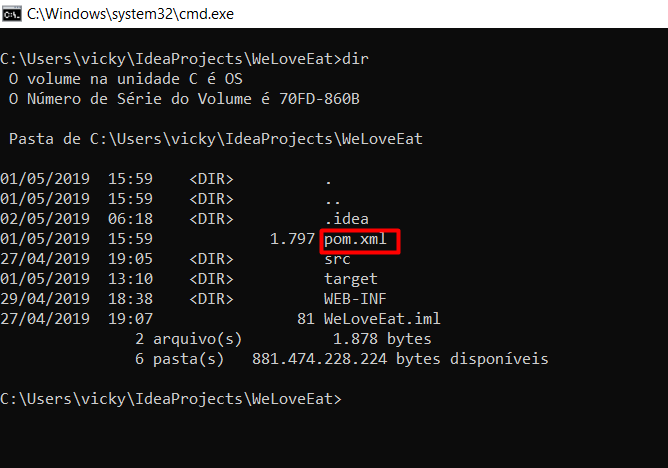 C:\Windows\system32\cmd.exe
C:\Users\vicky\IdeaProjects\WeLoveEat>dir
O volume na unidade C é OS
O Número de Série do Volume é 70FD-860B
Pasta de C:\Users\vicky\IdeaProjects\WeLoveEat
01/05/2019  15:59    <DIR>          .
01/05/2019  15:59    <DIR>          ..
02/05/2019  06:18    <DIR>          .idea
01/05/2019  15:59             1.797 pom.xml
27/04/2019  19:05    <DIR>          src
01/05/2019  13:10    <DIR>          target
29/04/2019  18:38    <DIR>          WEB-INF
27/04/2019  19:07                81 WeLoveEat.iml
2 arquivo(s)          1.878 bytes
6 pasta(s)   881.474.228.224 bytes disponíveis
C:\Users\vicky\IdeaProjects\WeLoveEat>